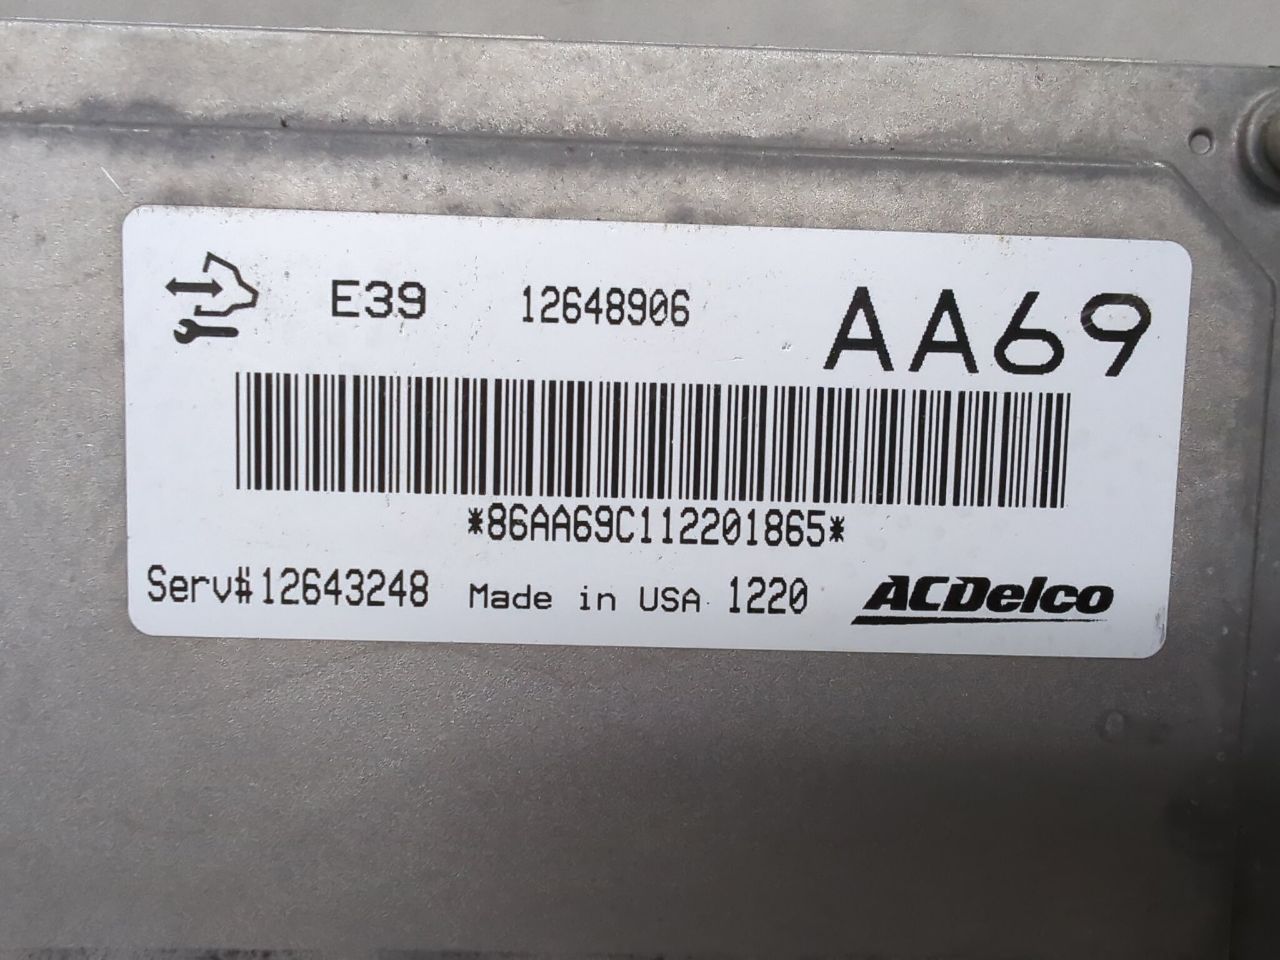 E39 12648906 AA69
*86AA69C112201865*
Serv#12643248 Made in USA 1220 ACDelco